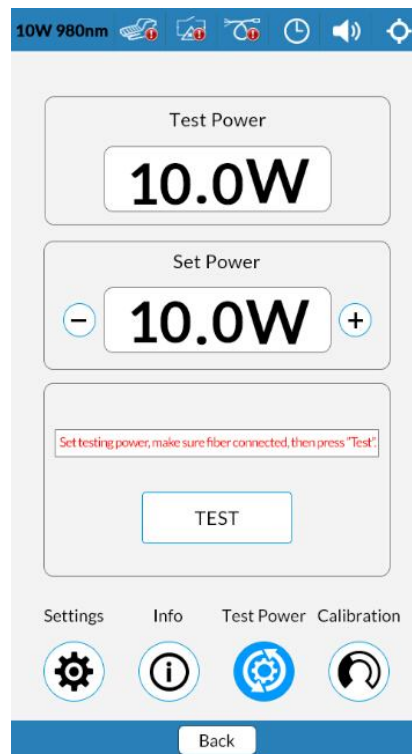 10W 980nm
Test Power
10.0W
Set Power
10.0W
Set testing power, make sure fiber connected, then press "Test".
TEST
Settings Info Test Power Calibration
Back